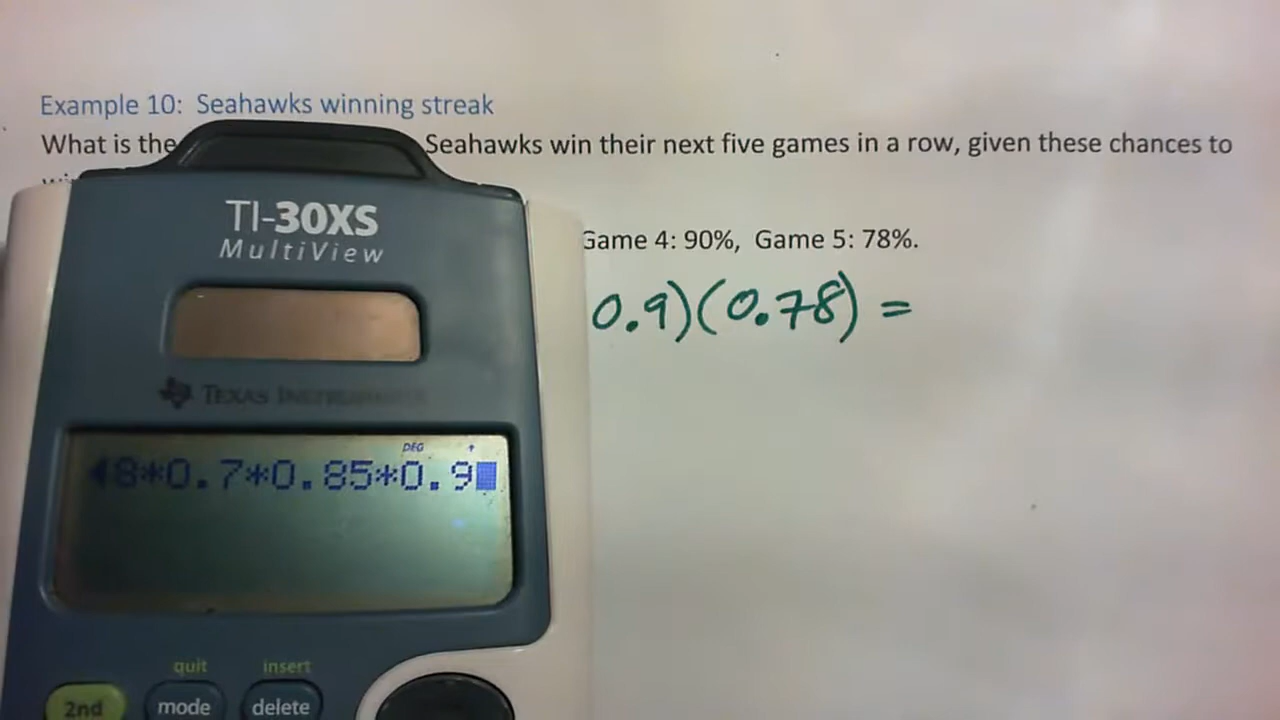 Example 10: Seahawks winning streak
What is the
Seahawks win their next five games in a row, given these chances to
Game 4: 90%, Game 5: 78%.
0.9)(0.78) =
TI-30XS
MultiView
TEXAS INSTRUMENTS
DEG
8*0.7*0.85*0.9
quit
insert
2nd
mode
delete